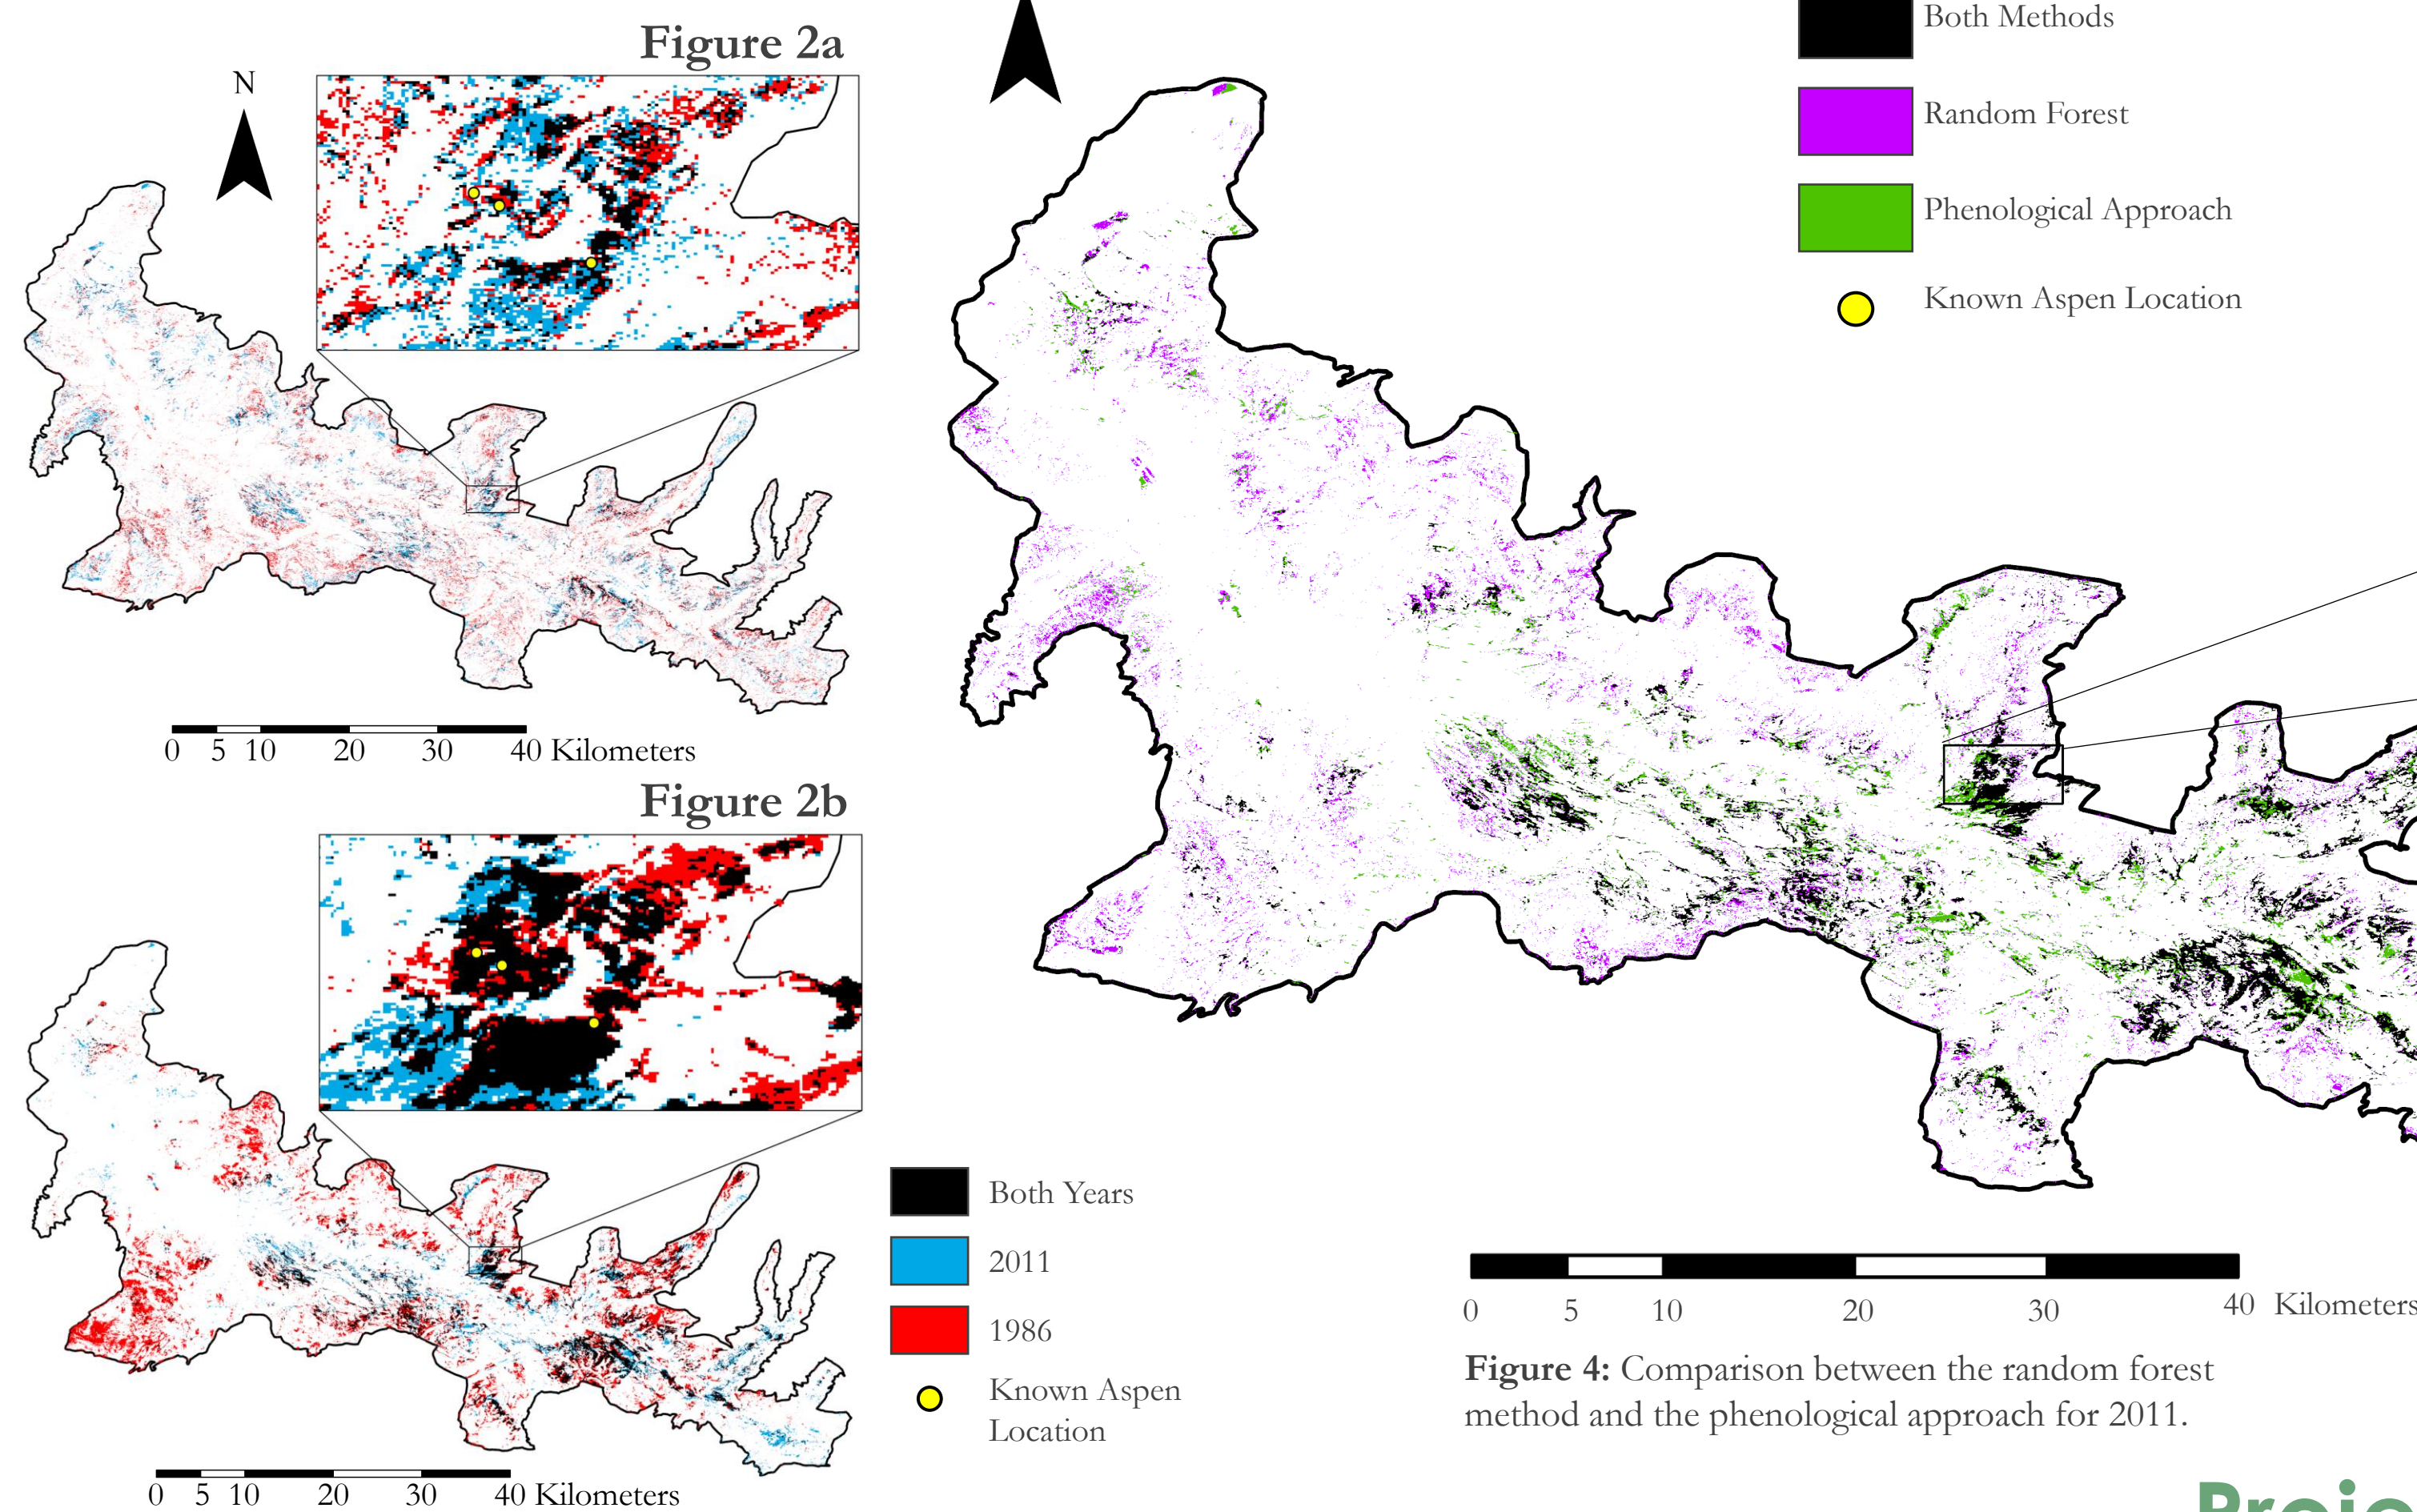 Figure 2a
N
0 5 10 20 30 40 Kilometers
Figure 2b
0 5 10 20 30 40 Kilometers
Both Years
2011
1986
Known Aspen
Location
Both Methods
Random Forest
Phenological Approach
Known Aspen Location
0 5 10 20 30 40 Kilometers
Figure 4: Comparison between the random forest
method and the phenological approach for 2011.